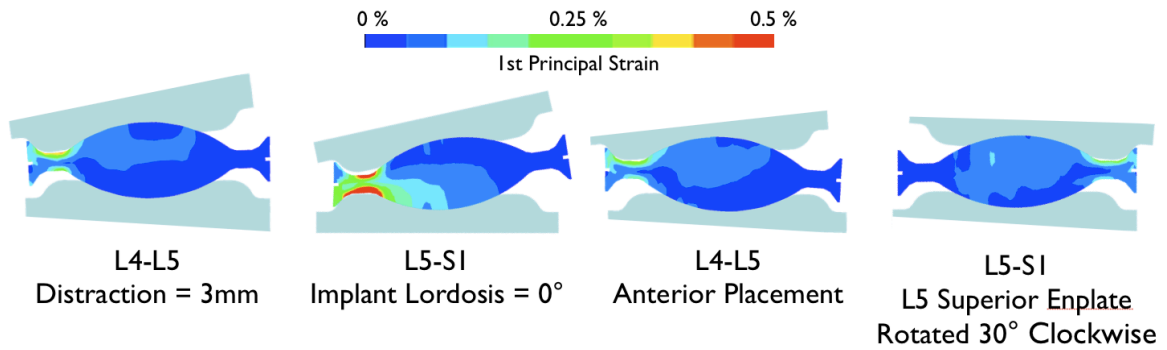 0 %
0.25 %
0.5 %
1st Principal Strain
L4-L5
Distraction = 3mm
L5-S1
Implant Lordosis = 0°
L4-L5
Anterior Placement
L5-S1
L5 Superior Enplate
Rotated 30° Clockwise